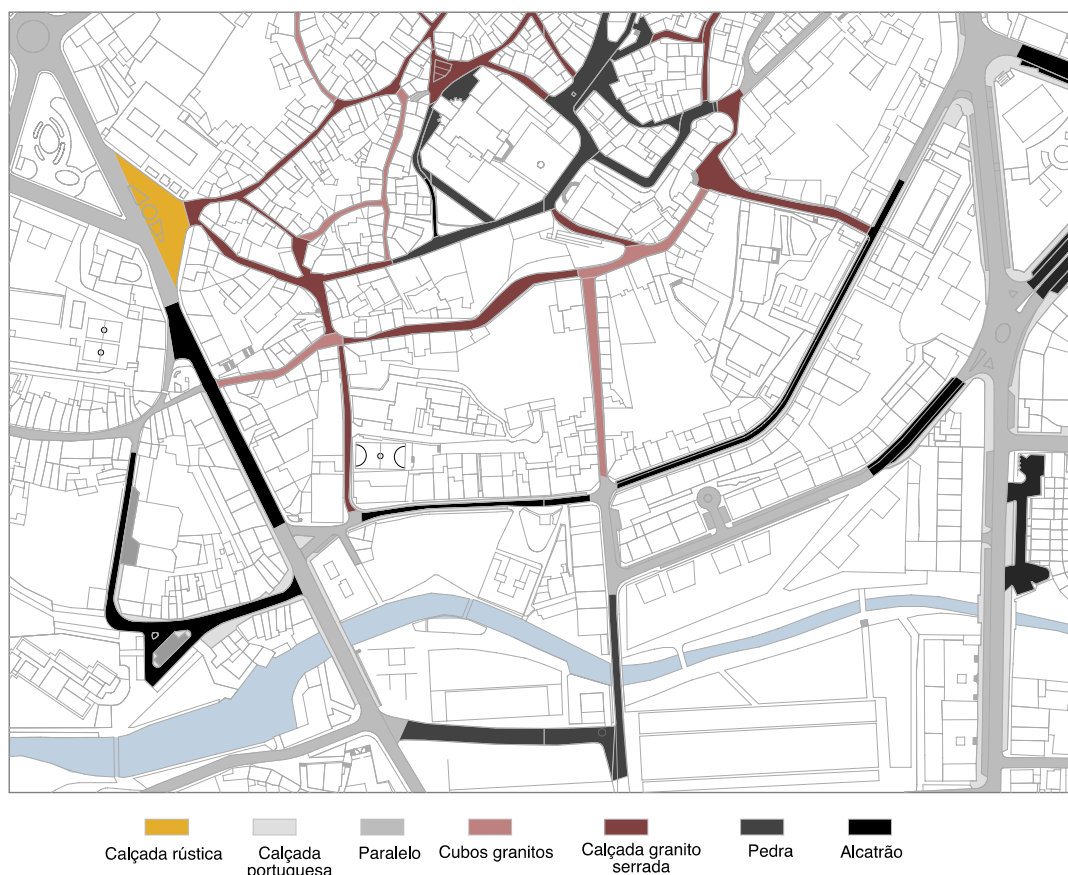 Calçada rústica
Calçada
portuguesa
Paralelo
Cubos granitos
Calçada granito
serrada
Pedra
Alcatrão